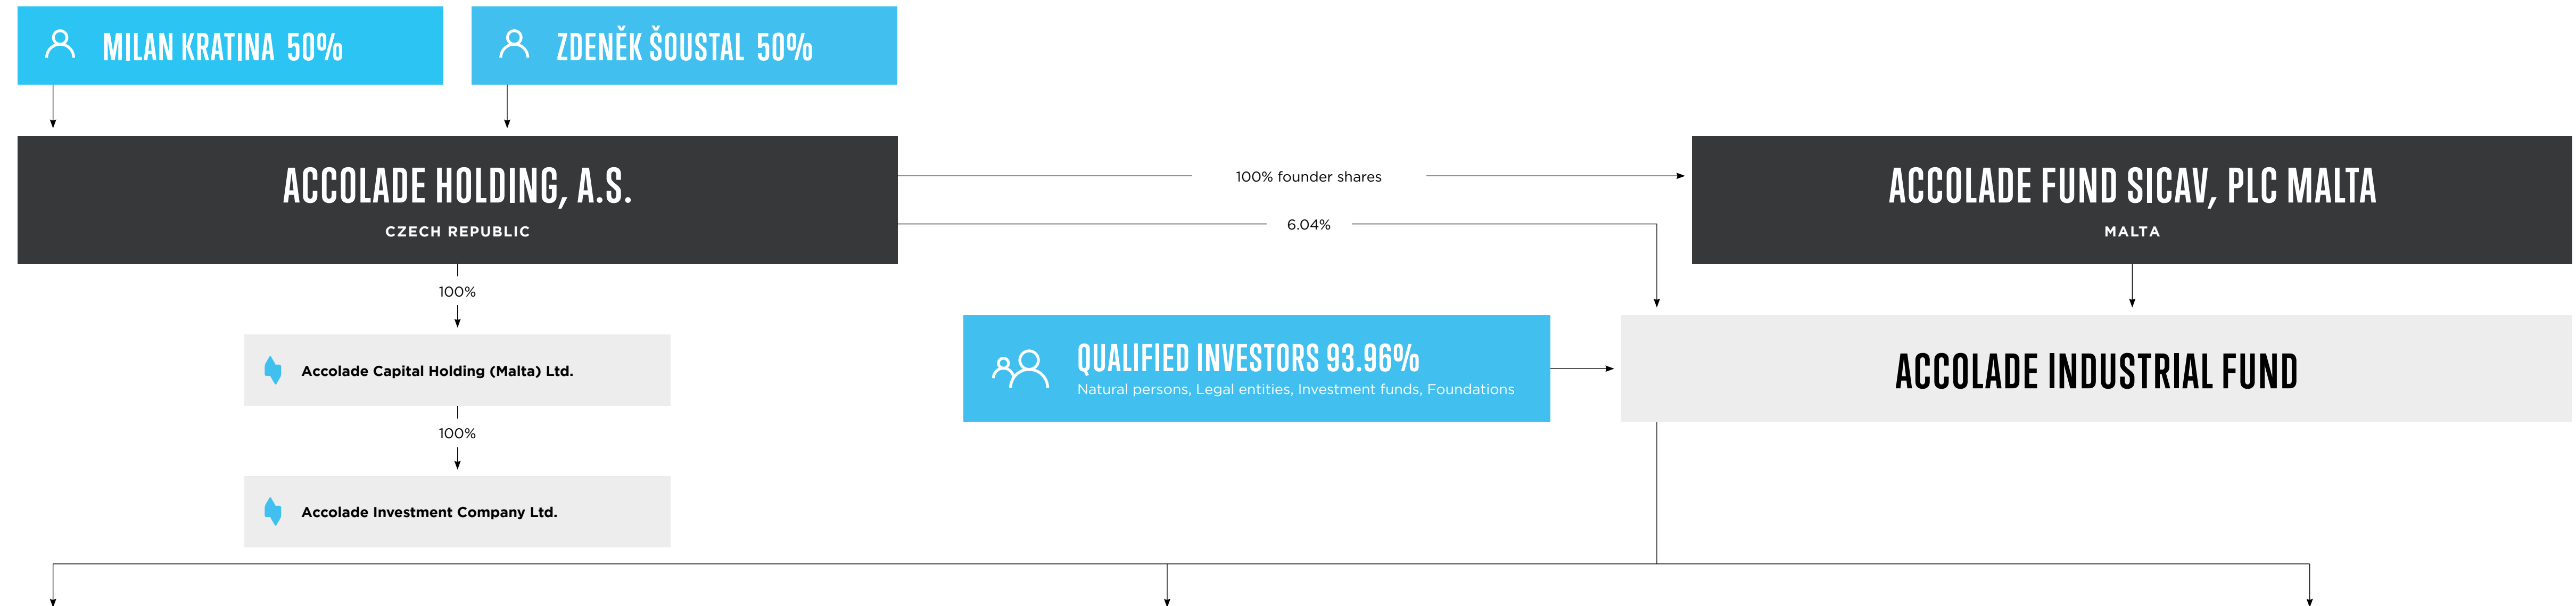 MILAN KRATINA 50%
ZDENĚK ŠOUSTAL 50%
ACCOLADE HOLDING, A.S.
CZECH REPUBLIC
100% founder shares
6.04%
ACCOLADE FUND SICAV, PLC MALTA
MALTA
100%
Accolade Capital Holding (Malta) Ltd.
QUALIFIED INVESTORS 93.96%
Natural persons, Legal entities, Investment funds, Foundations
ACCOLADE INDUSTRIAL FUND
100%
Accolade Investment Company Ltd.